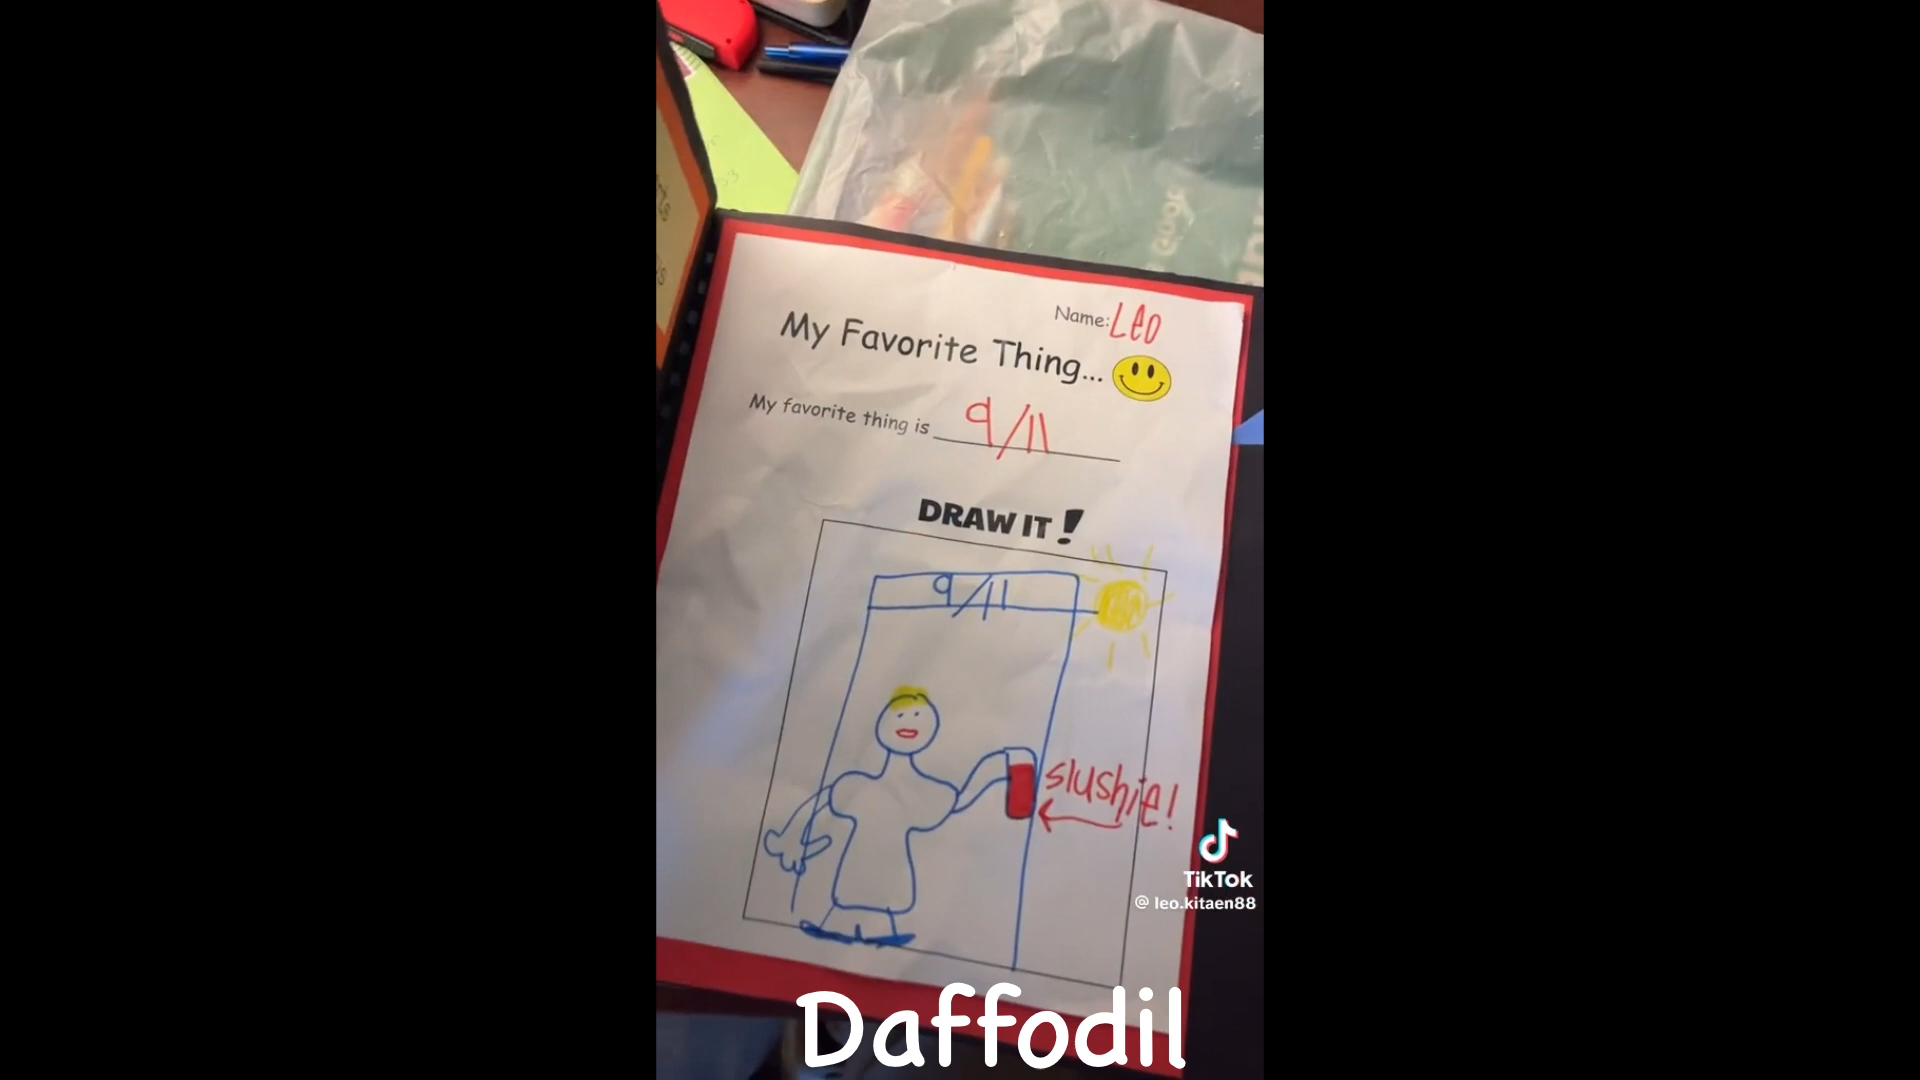 Name: Leo
My Favorite Thing...
My favorite thing is 9/11
DRAW IT!
9/11
slushie!
TikTok
@ leo.kitaen88
Daffodil